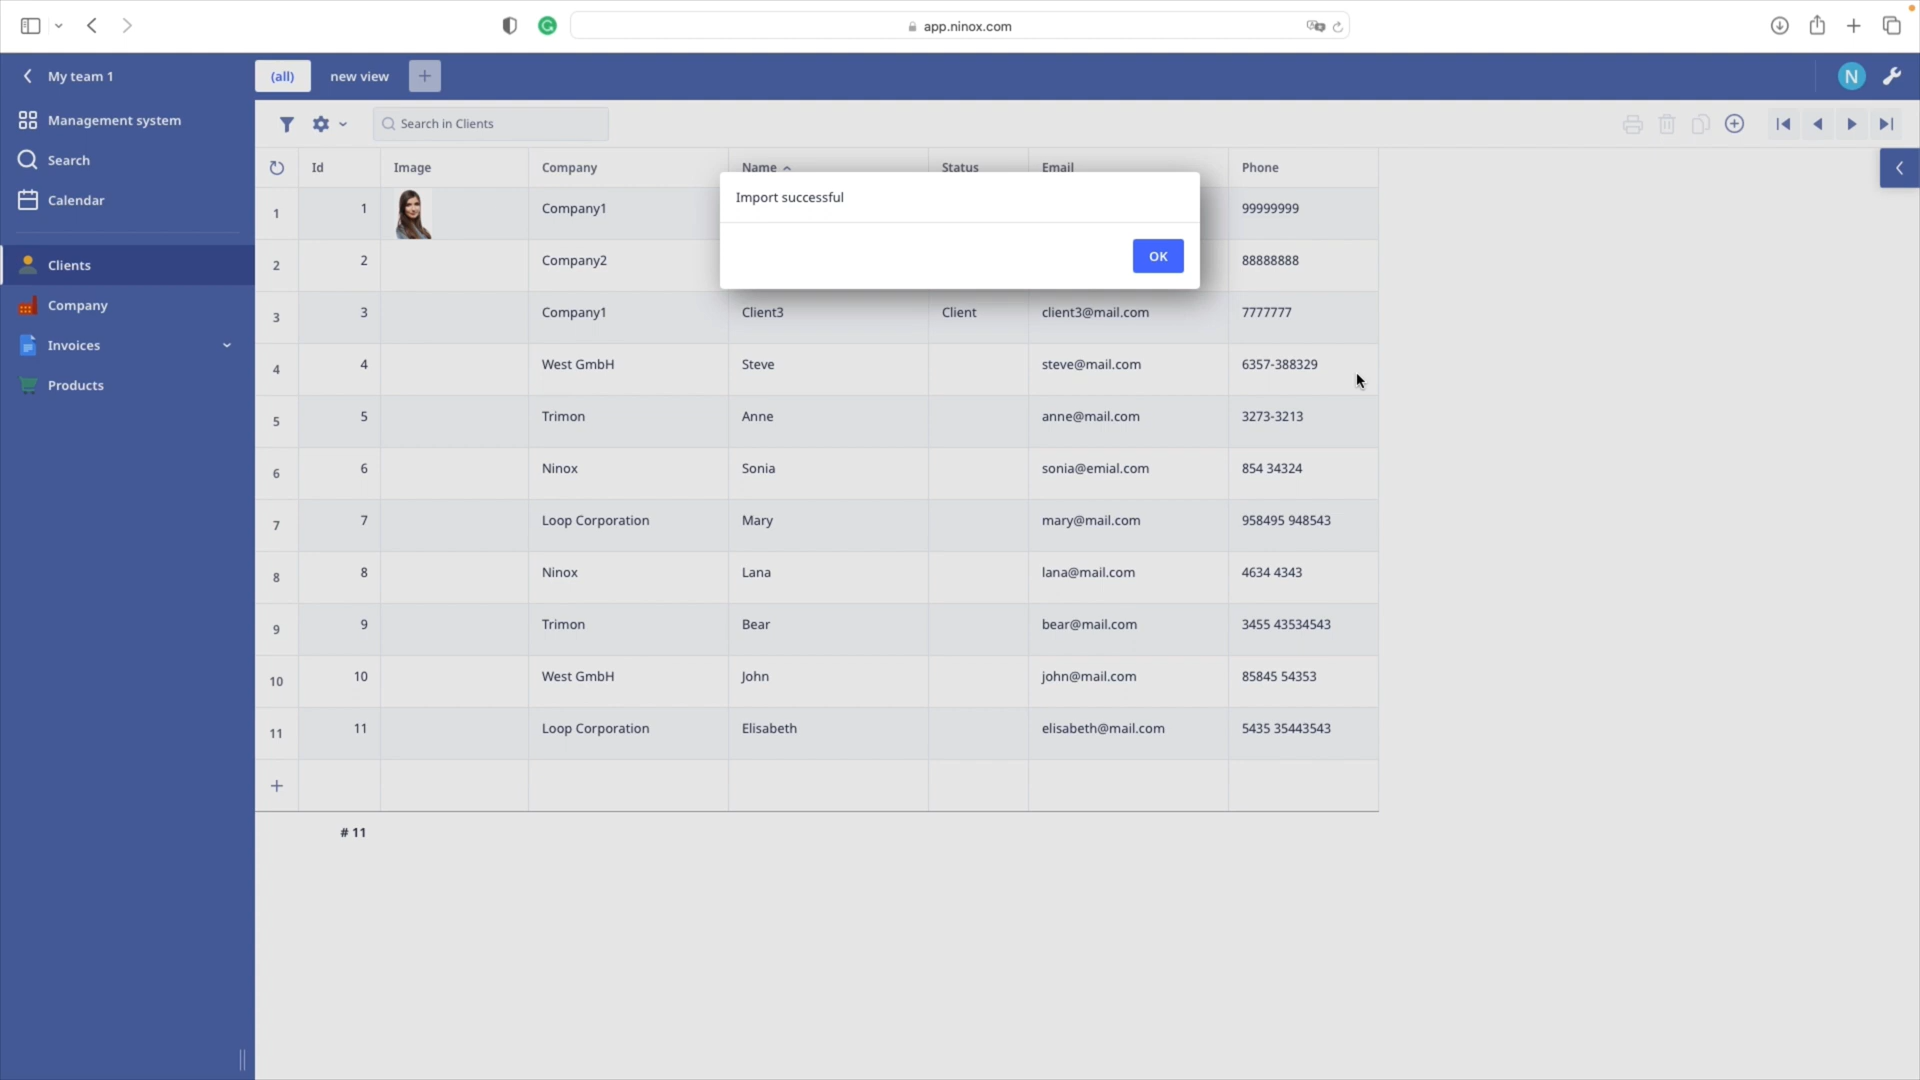 app.ninox.com
My team 1
(all)
new view
N
Management system
Search in Clients
Search
Id Image Company Name Status Email Phone
Calendar
Import successful
OK
1 1 Company1 99999999
2 2 Company2 88888888
3 3 Company1 Client3 Client client3@mail.com 7777777
4 4 West GmbH Steve steve@mail.com 6357-388329
5 5 Trimon Anne anne@mail.com 3273-3213
6 6 Ninox Sonia sonia@emial.com 854 34324
7 7 Loop Corporation Mary mary@mail.com 958495 948543
8 8 Ninox Lana lana@mail.com 4634 4343
9 9 Trimon Bear bear@mail.com 3455 43534543
10 10 West GmbH John john@mail.com 85845 54353
11 11 Loop Corporation Elisabeth elisabeth@mail.com 5435 35443543
# 11
Clients
Company
Invoices
Products